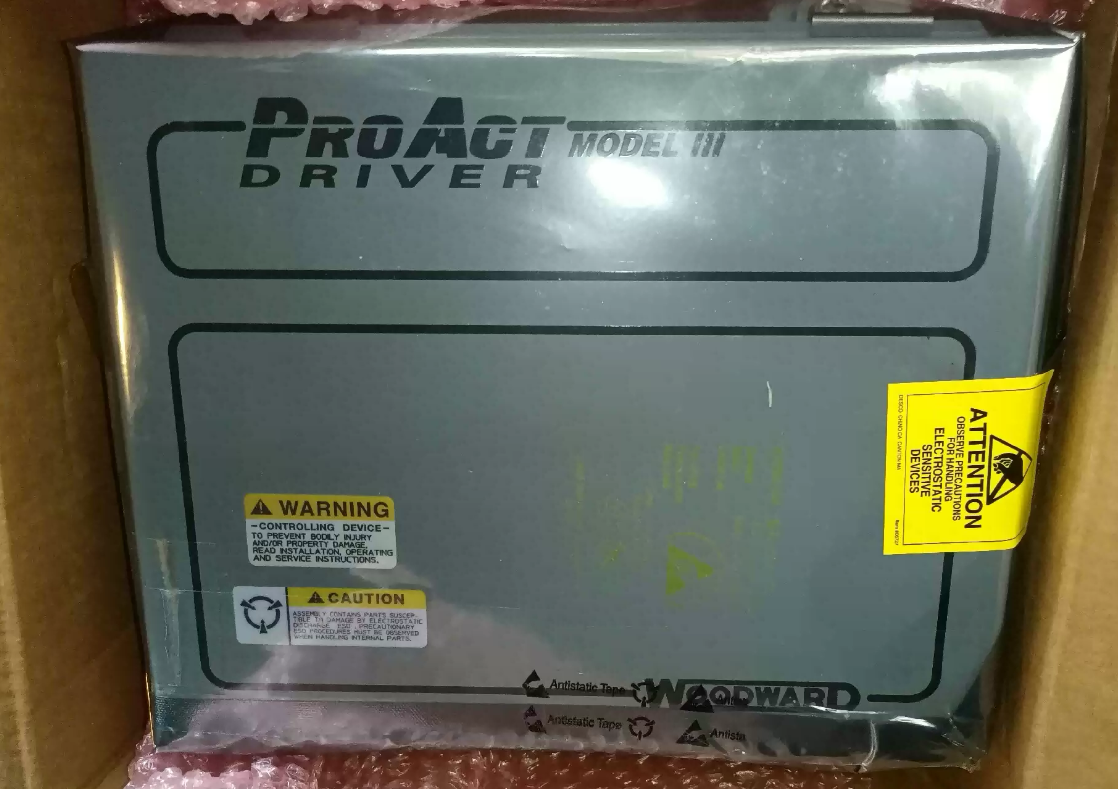 PROACT MODEL III
DRIVER
ATTENTION
OBSERVE PRECAUTIONS
FOR HANDLING
ELECTROSTATIC
SENSITIVE
DEVICES
WARNING
-CONTROLLING DEVICE-
TO PREVENT BODILY INJURY
AND/OR PROPERTY DAMAGE,
READ INSTALLATION, OPERATING
AND SERVICE INSTRUCTIONS.
CAUTION
ASSEMBLY CONTAINS PARTS SUSCEP-
TIBLE TO DAMAGE BY ELECTROSTATIC
DISCHARGE ESD. PRECAUTIONARY
ESD PROCEDURES MUST BE OBSERVED
WHEN HANDLING INTERNAL PARTS.
WOODWARD
Antistatic Tape
Antistatic Tape Antista